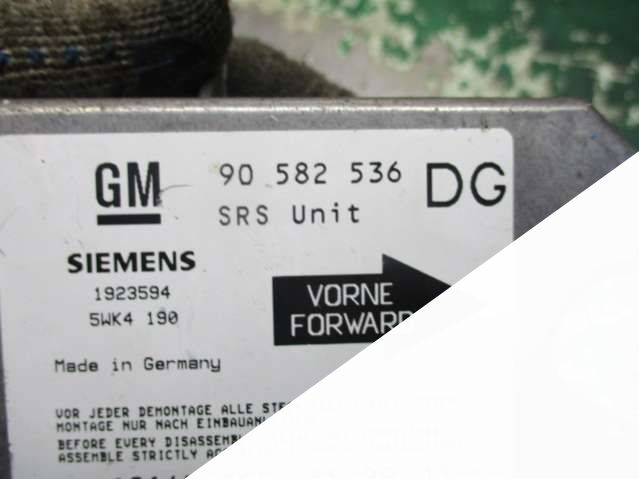 GM 90 582 536 DG
SRS Unit
SIEMENS
1923594
5WK4 190
VORNE
FORWARD
Made in Germany
VOR JEDER DEMONTAGE ALLE
MONTAGE NUR NACH
BEFORE EVERY
ASSEMBLE STRICTLY